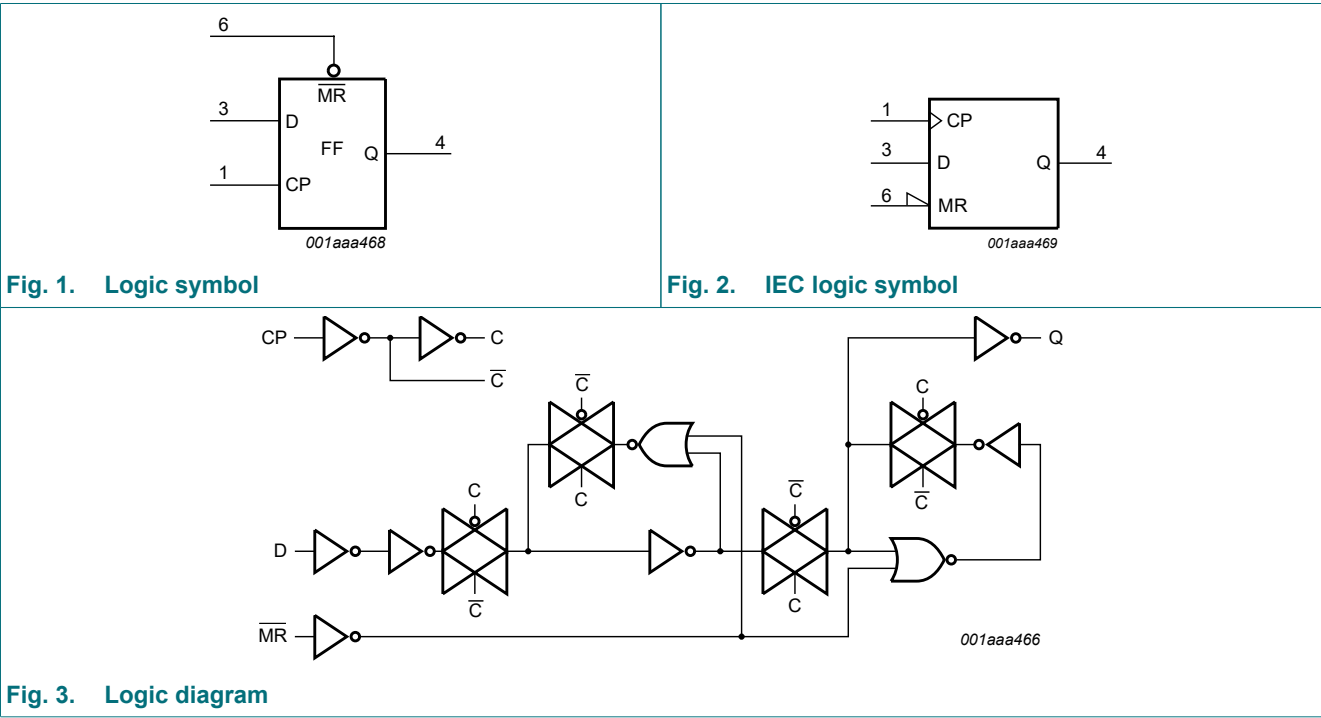 6
MR
3
D
FF
Q
4
1
CP
001aaa468
Fig. 1. Logic symbol
1
CP
3
D
Q
4
6
MR
001aaa469
Fig. 2. IEC logic symbol
CP
C
C̅
Q
C̅
C
C
C̅
C
C̅
D
C̅
C
M̅R̅
001aaa466
Fig. 3. Logic diagram